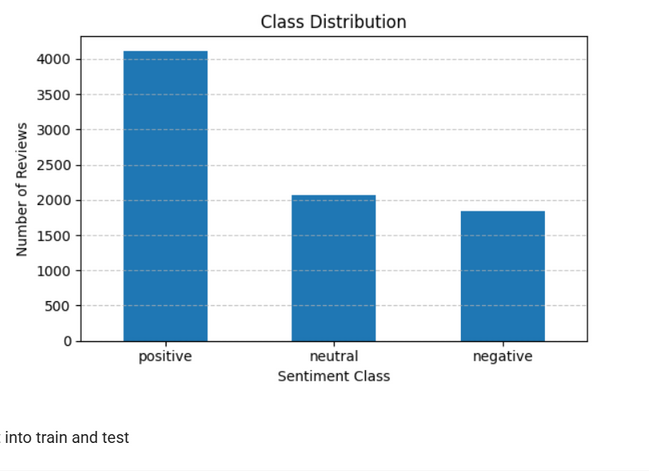 Class Distribution
4000
3500
3000
2500
2000
1500
1000
500
0
Number of Reviews
positive neutral negative
Sentiment Class
into train and test